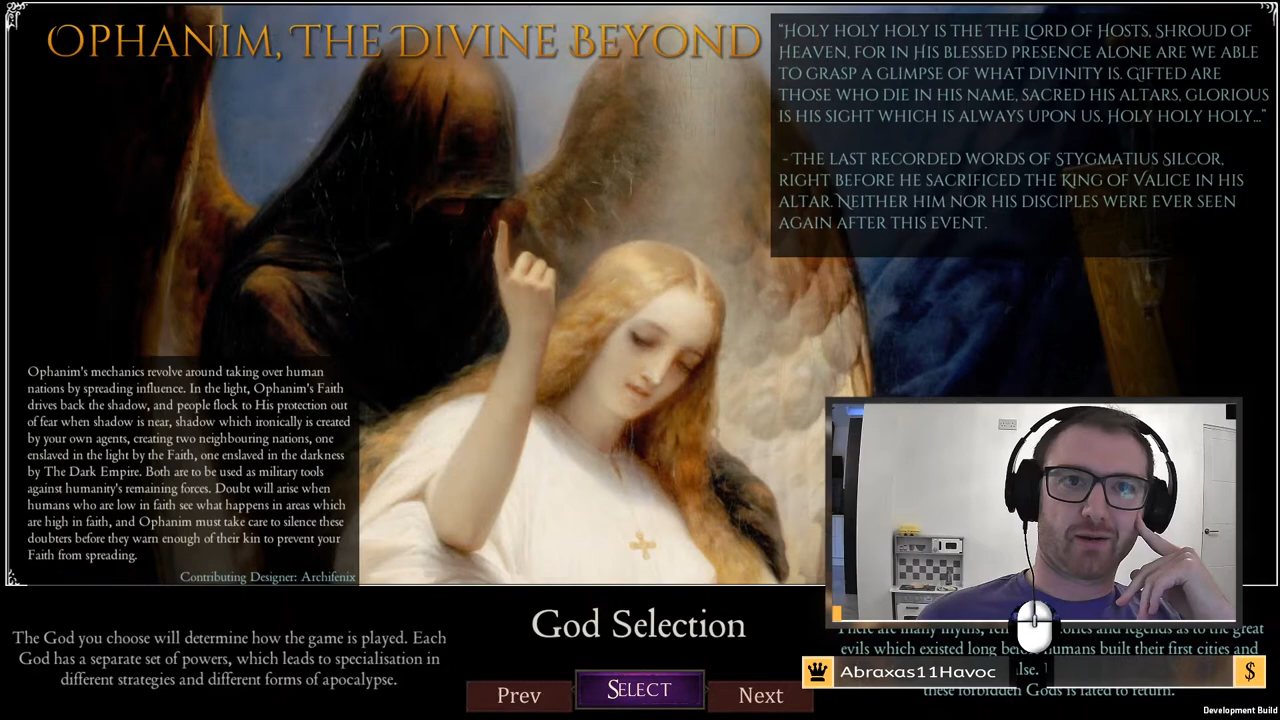 Ophanim, The Divine Beyond
"Holy holy holy is the the Lord of Hosts, Shroud of
Heaven, for in His blessed presence alone are we able
to grasp a glimpse of what divinity is. Gifted are
those who die in his name, sacred his altars, glorious
is his sight which is always upon us. Holy holy holy..."
- The last recorded words of Stygmatius Silcor,
right before he sacrificed the King of Valice in his
altar. Neither him nor his disciples were ever seen
again after this event.
Ophanim's mechanics revolve around taking over human
nations by spreading influence. In the light, Ophanim's Faith
drives back the shadow, and people flock to His protection out
of fear when shadow is near, shadow which ironically is created
by your own agents, creating two neighbouring nations, one
enslaved in the light by the Faith, one enslaved in the darkness
by The Dark Empire. Both are to be used as military tools
against humanity's remaining forces. Doubt will arise when
humans who are low in faith see what happens in areas which
are high in faith, and Ophanim must take care to silence these
doubters before they warn enough of their kin to prevent your
Faith from spreading.
Contributing Designer: Archifenix
The God you choose will determine how the game is played. Each
God has a separate set of powers, which leads to specialisation in
different strategies and different forms of apocalypse.
God Selection
Prev
Select
Next
There are many myths, and legends as to the great
evils which existed long humans built their first cities and
Abraxas11Havoc
$
these forbidden Gods is fated to return.
Development Build